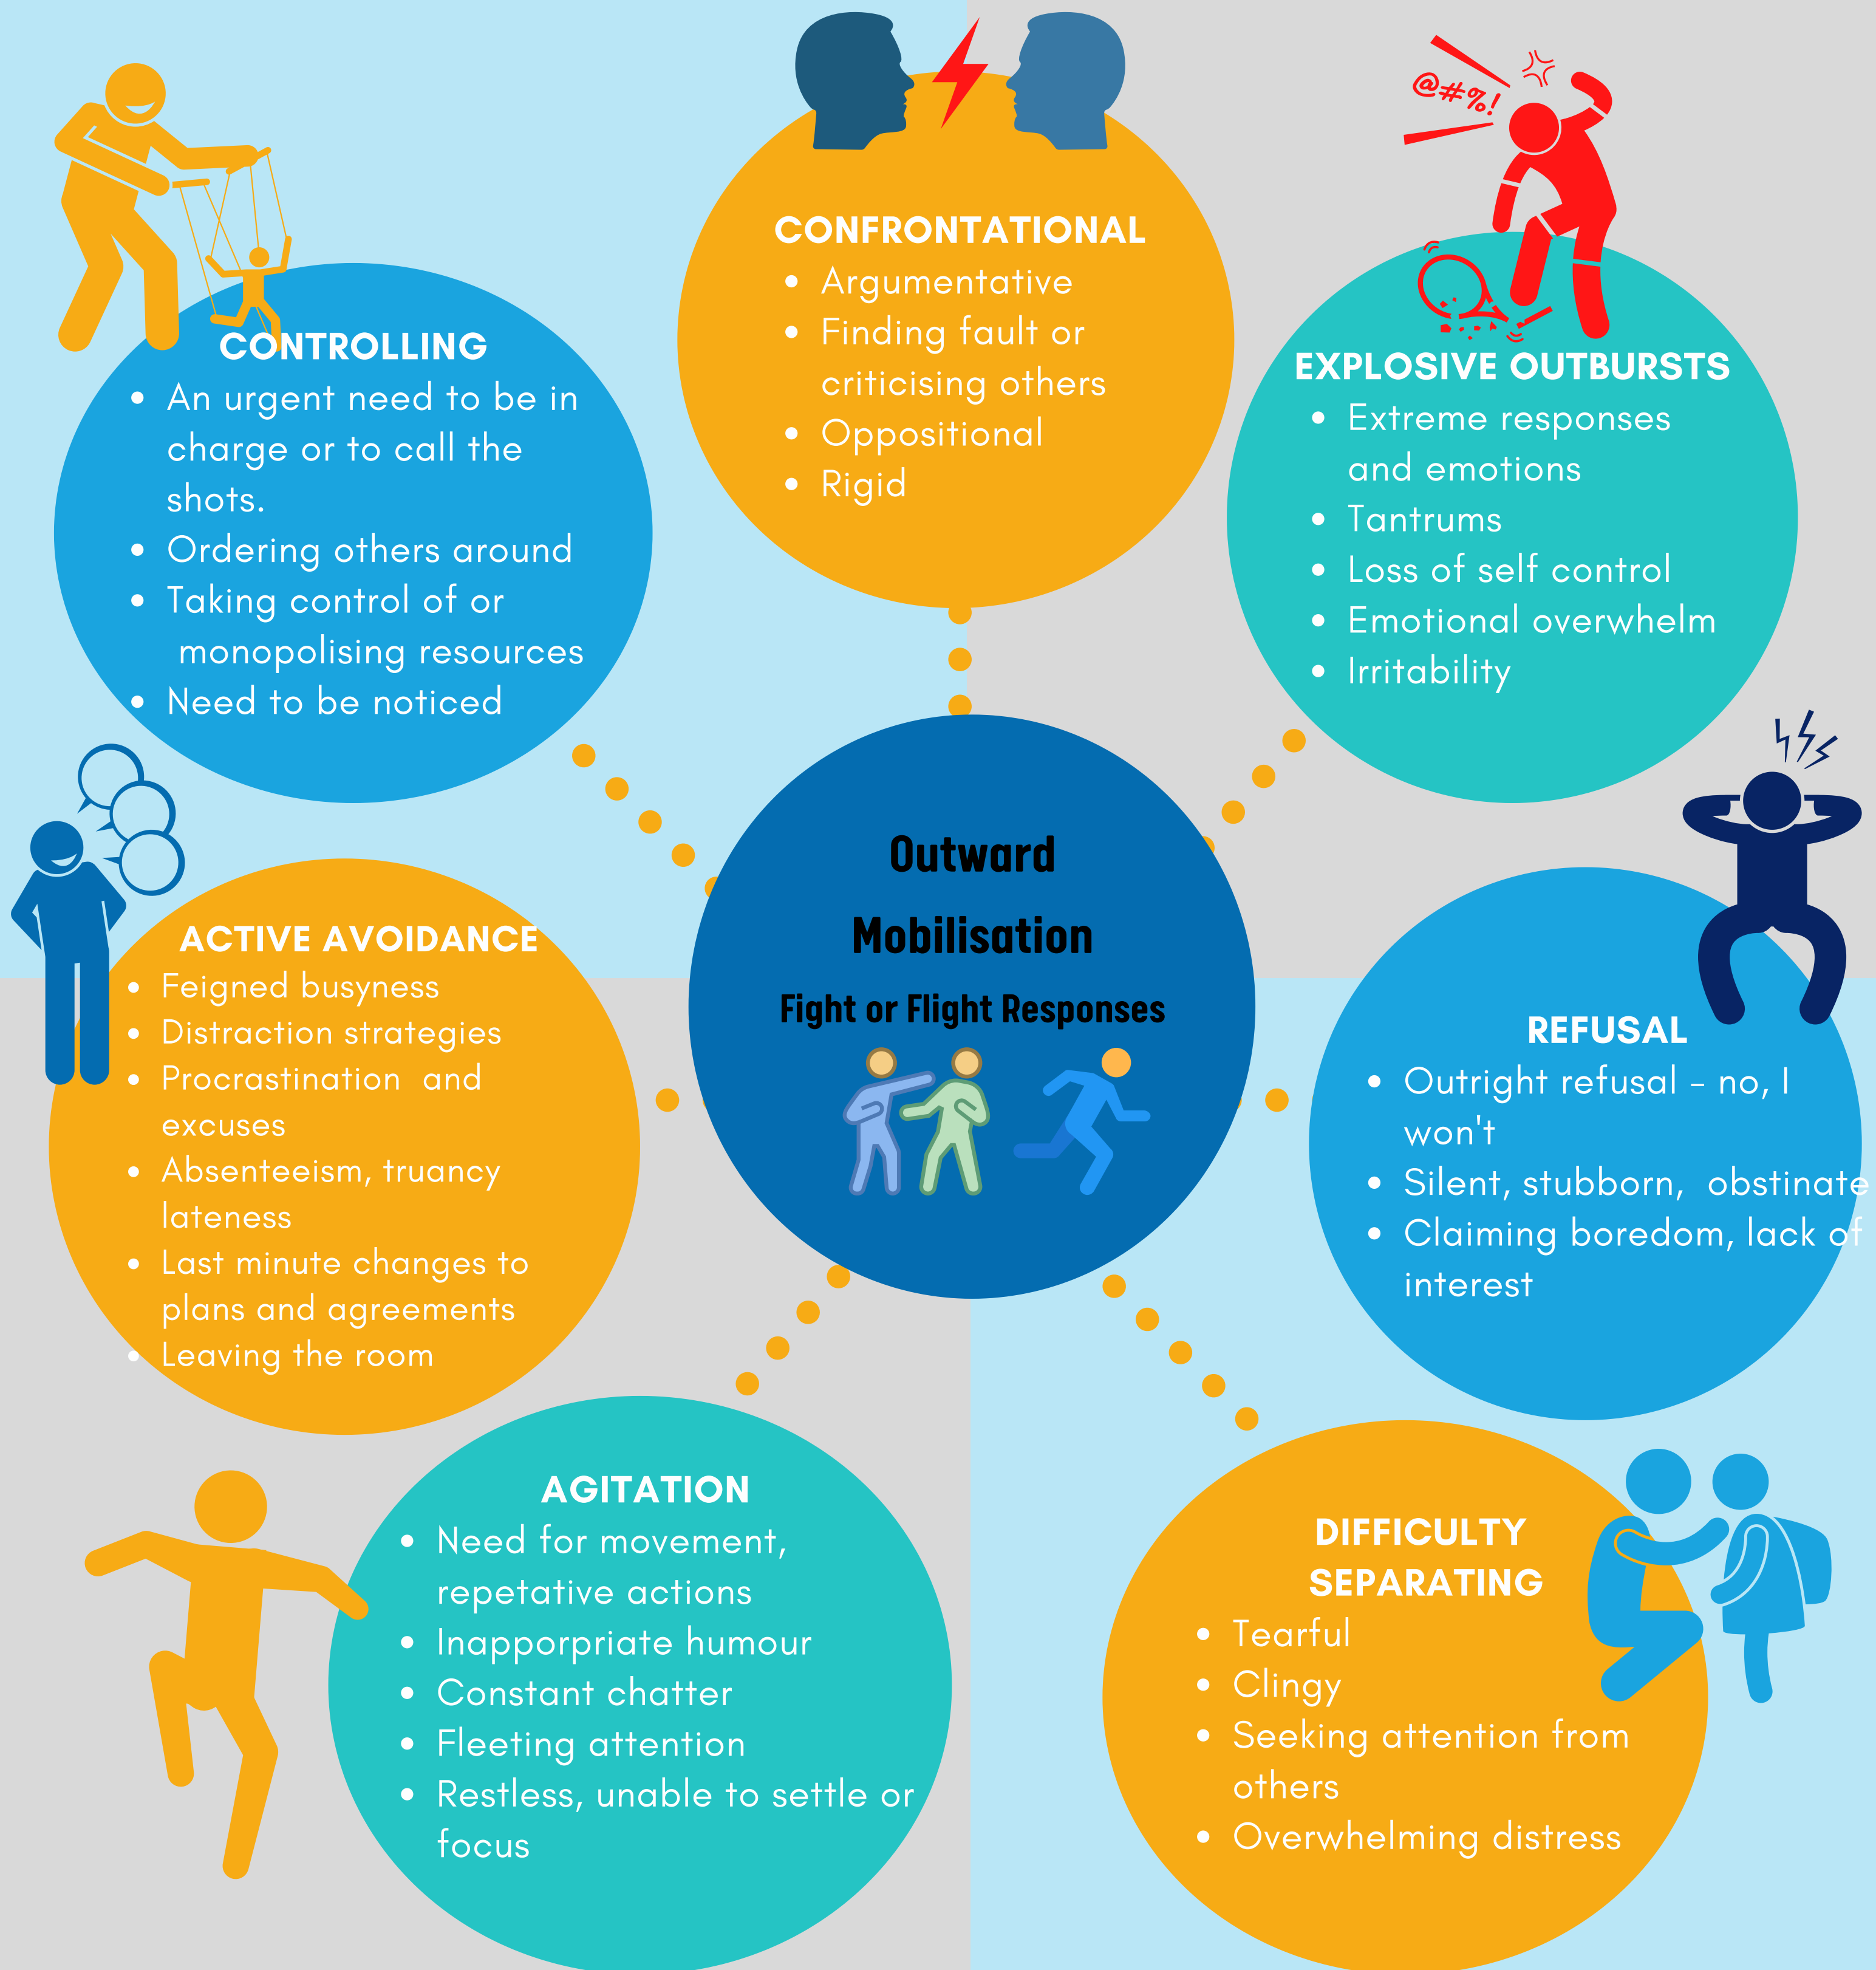 @#%!
CONFRONTATIONAL
• Argumentative
• Finding fault or
criticising others
• Oppositional
• Rigid
CONTROLLING
• An urgent need to be in
charge or to call the
shots.
• Ordering others around
• Taking control of or
monopolising resources
• Need to be noticed
EXPLOSIVE OUTBURSTS
• Extreme responses
and emotions
• Tantrums
• Loss of self control
• Emotional overwhelm
• Irritability
Outward
Mobilisation
Fight or Flight Responses
ACTIVE AVOIDANCE
• Feigned busyness
• Distraction strategies
• Procrastination and
excuses
• Absenteeism, truancy
lateness
• Last minute changes to
plans and agreements
• Leaving the room
REFUSAL
• Outright refusal - no, I
won't
• Silent, stubborn, obstinate
• Claiming boredom, lack of
interest
AGITATION
• Need for movement,
repetative actions
• Inapporpriate humour
• Constant chatter
• Fleeting attention
• Restless, unable to settle or
focus
DIFFICULTY
SEPARATING
• Tearful
• Clingy
• Seeking attention from
others
• Overwhelming distress